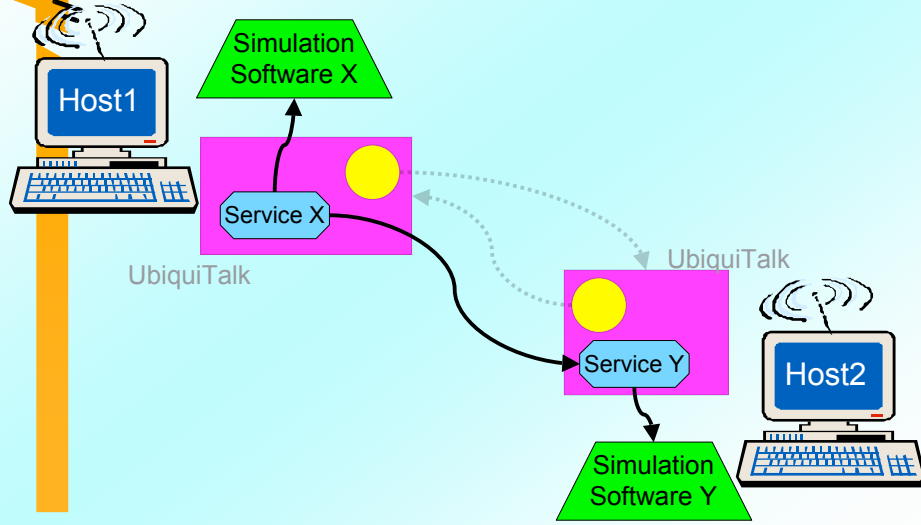 Simulation
Software X
Host1
Service X
UbiquiTalk
UbiquiTalk
Service Y
Host2
Simulation
Software Y